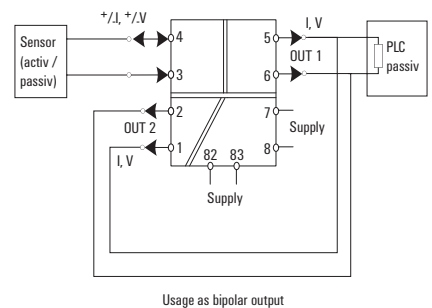 +/-I, +/-V
4
5
I, V
Sensor
(activ /
passiv)
3
6
OUT 1
PLC
passiv
2
7
OUT 2
Supply
1
8
I, V
82
83
Supply
Usage as bipolar output